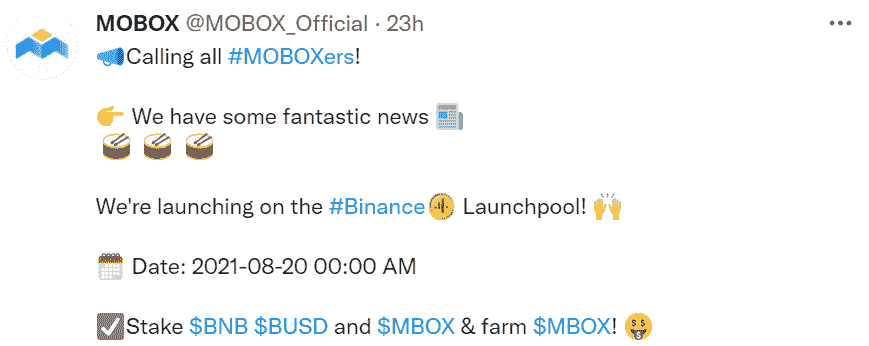 MOBOX @MOBOX_Official · 23h
📣Calling all #MOBOXers!
👉 We have some fantastic news 📰
🥁 🥁 🥁
We're launching on the #Binance Launchpool! 🙌
🗓️ Date: 2021-08-20 00:00 AM
☑️Stake $BNB $BUSD and $MBOX & farm $MBOX! 🤑